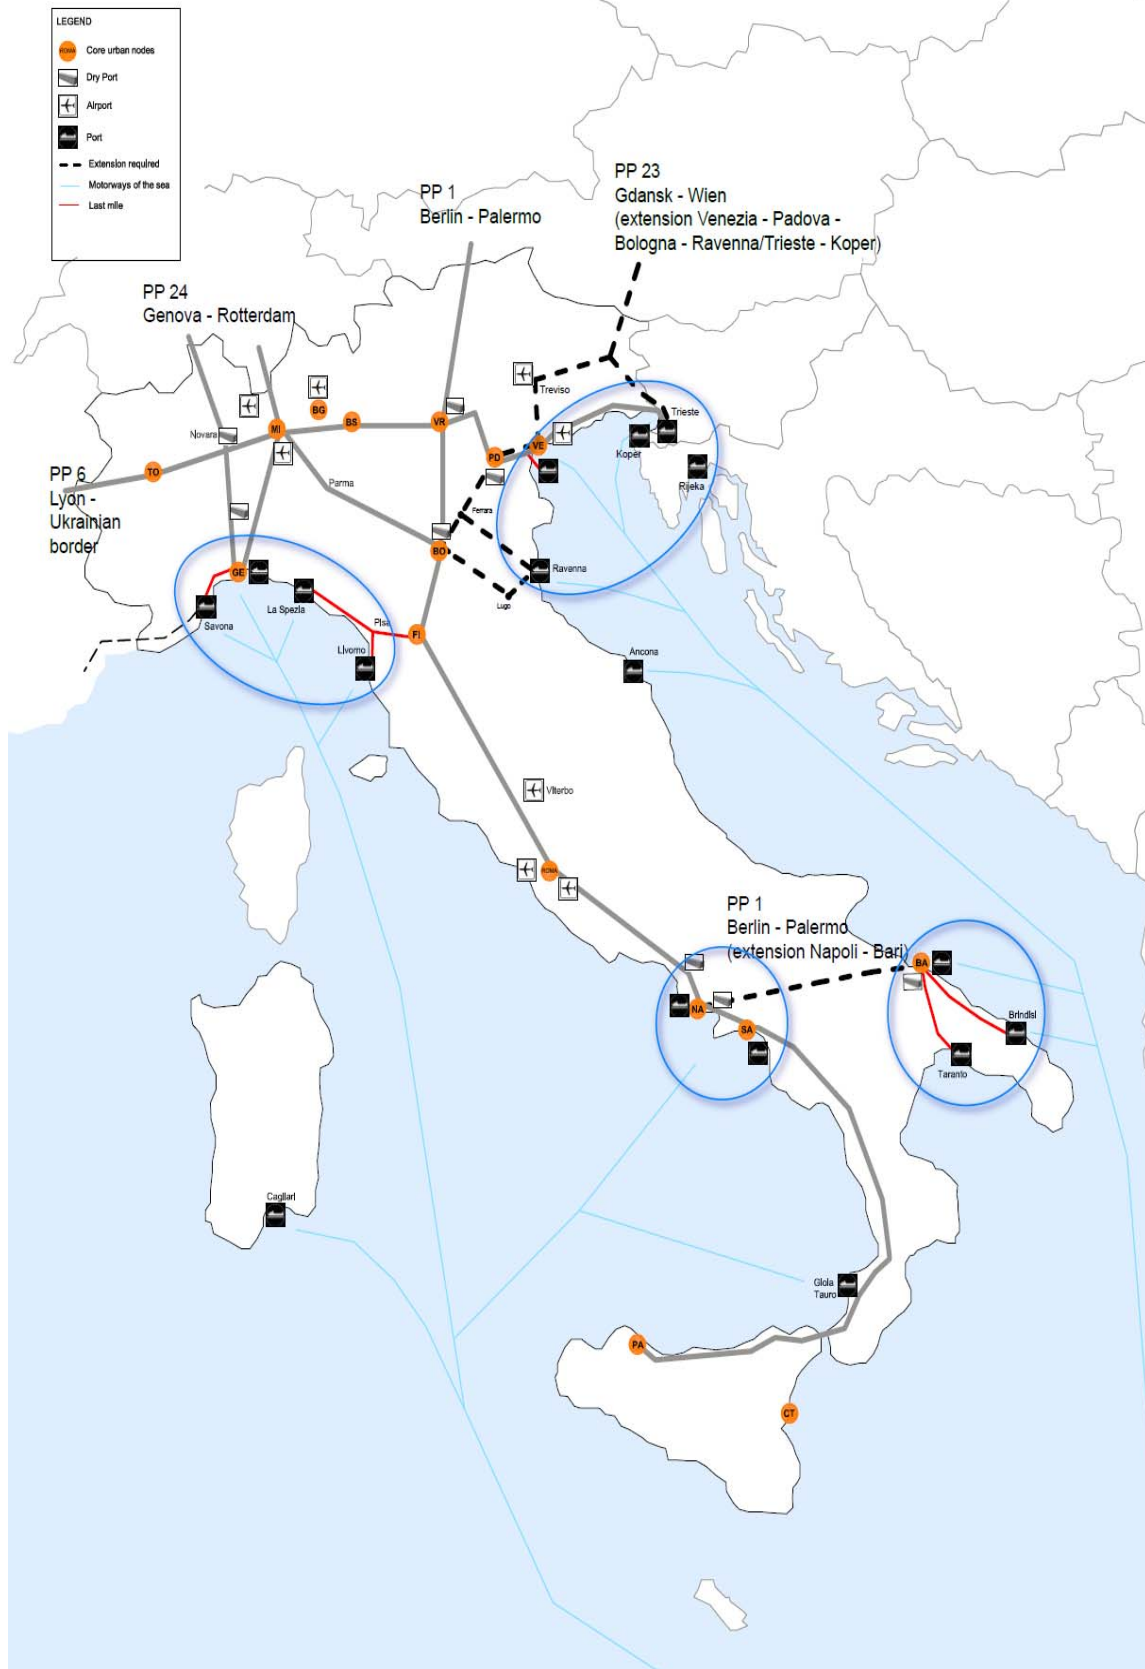 LEGEND
ROMA
Core urban nodes
Dry Port
Airport
Port
Extension required
Motorways of the sea
Last mile
PP 23
Gdansk - Wien
(extension Venezia - Padova -
Bologna - Ravenna/Trieste - Koper)
PP 1
Berlin - Palermo
PP 24
Genova - Rotterdam
Treviso
BG
BS
VR
MI
Trieste
Novara
VE
Koper
PD
Rijeka
TO
PP 6
Lyon -
Ukrainian
border
Parma
Ferrara
BO
GE
Ravenna
La Spezia
Lugo
Savona
Pisa
FI
Livorno
Ancona
Viterbo
ROMA
PP 1
Berlin - Palermo
(extension Napoli - Bari)
BA
NA
SA
Brindisi
Taranto
Cagliari
Gioia
Tauro
PA
CT